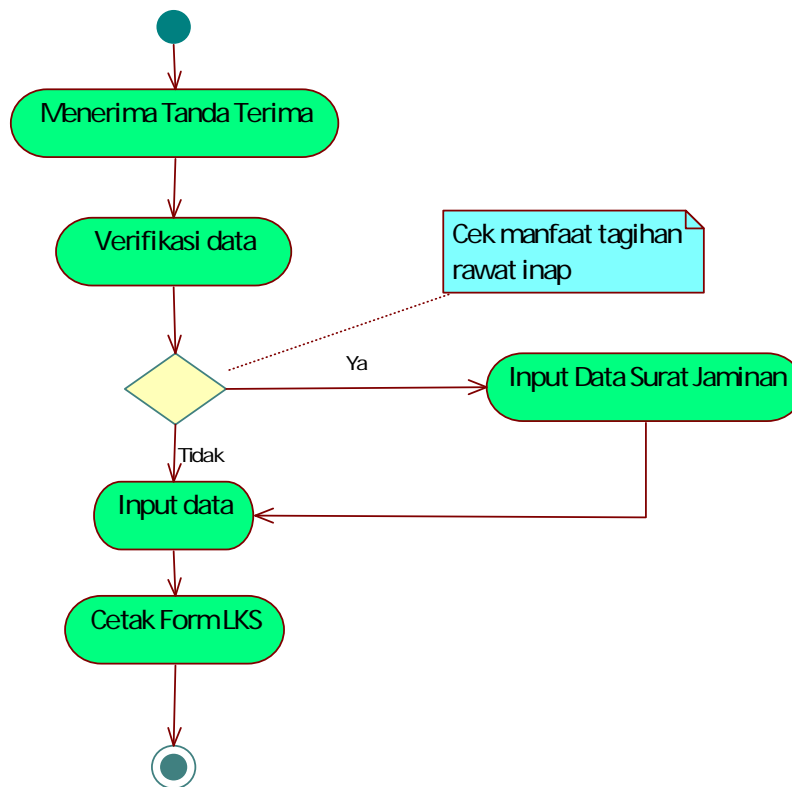 Menerima Tanda Terima
Verifikasi data
Cek manfaat tagihan
rawat inap
Ya
Input Data Surat Jaminan
Tidak
Input data
Cetak Form LKS